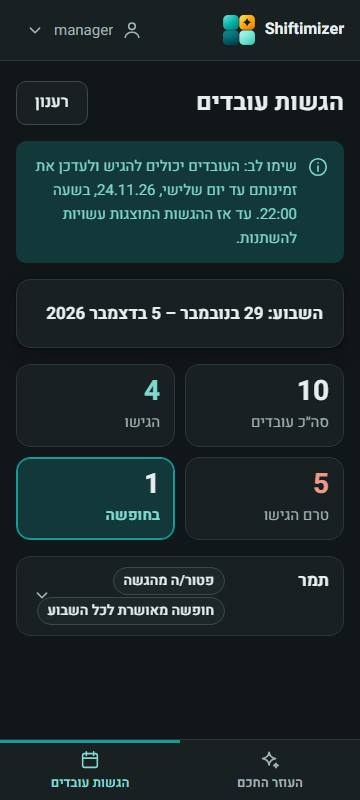 Shiftimizer
manager
הגשות עובדים
רענון
שימו לב: העובדים יכולים להגיש ולעדכן את
זמינותם עד יום שלישי, 24.11.26, בשעה
22:00. עד אז ההגשות המוצגות עשויות
להשתנות.
השבוע: 29 בנובמבר – 5 בדצמבר 2026
10
סה"כ עובדים
4
הגישו
5
טרם הגישו
1
בחופשה
תמר
פטור/ה מהגשה
חופשה מאושרת לכל השבוע
העוזר החכם
הגשות עובדים